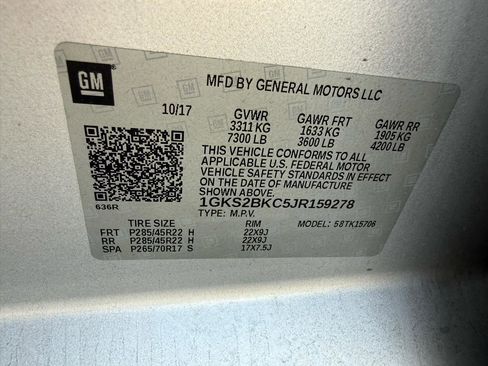 GM
MFD BY GENERAL MOTORS LLC
10/17 GVWR GAWR FRT GAWR RR
3311 KG 1633 KG 1905 KG
7300 LB 3600 LB 4200 LB
THIS VEHICLE CONFORMS TO ALL
APPLICABLE U.S. FEDERAL MOTOR
VEHICLE SAFETY STANDARDS IN EFFECT
ON THE DATE OF MANUFACTURE SHOWN ABOVE.
1GKS2BKC5JR159278
636R TYPE: M.P.V. MODEL: 58TK15706
TIRE SIZE RIM
FRT P285/45R22 H 22X9J
RR P285/45R22 H 22X9J
SPA P265/70R17 S 17X7.5J